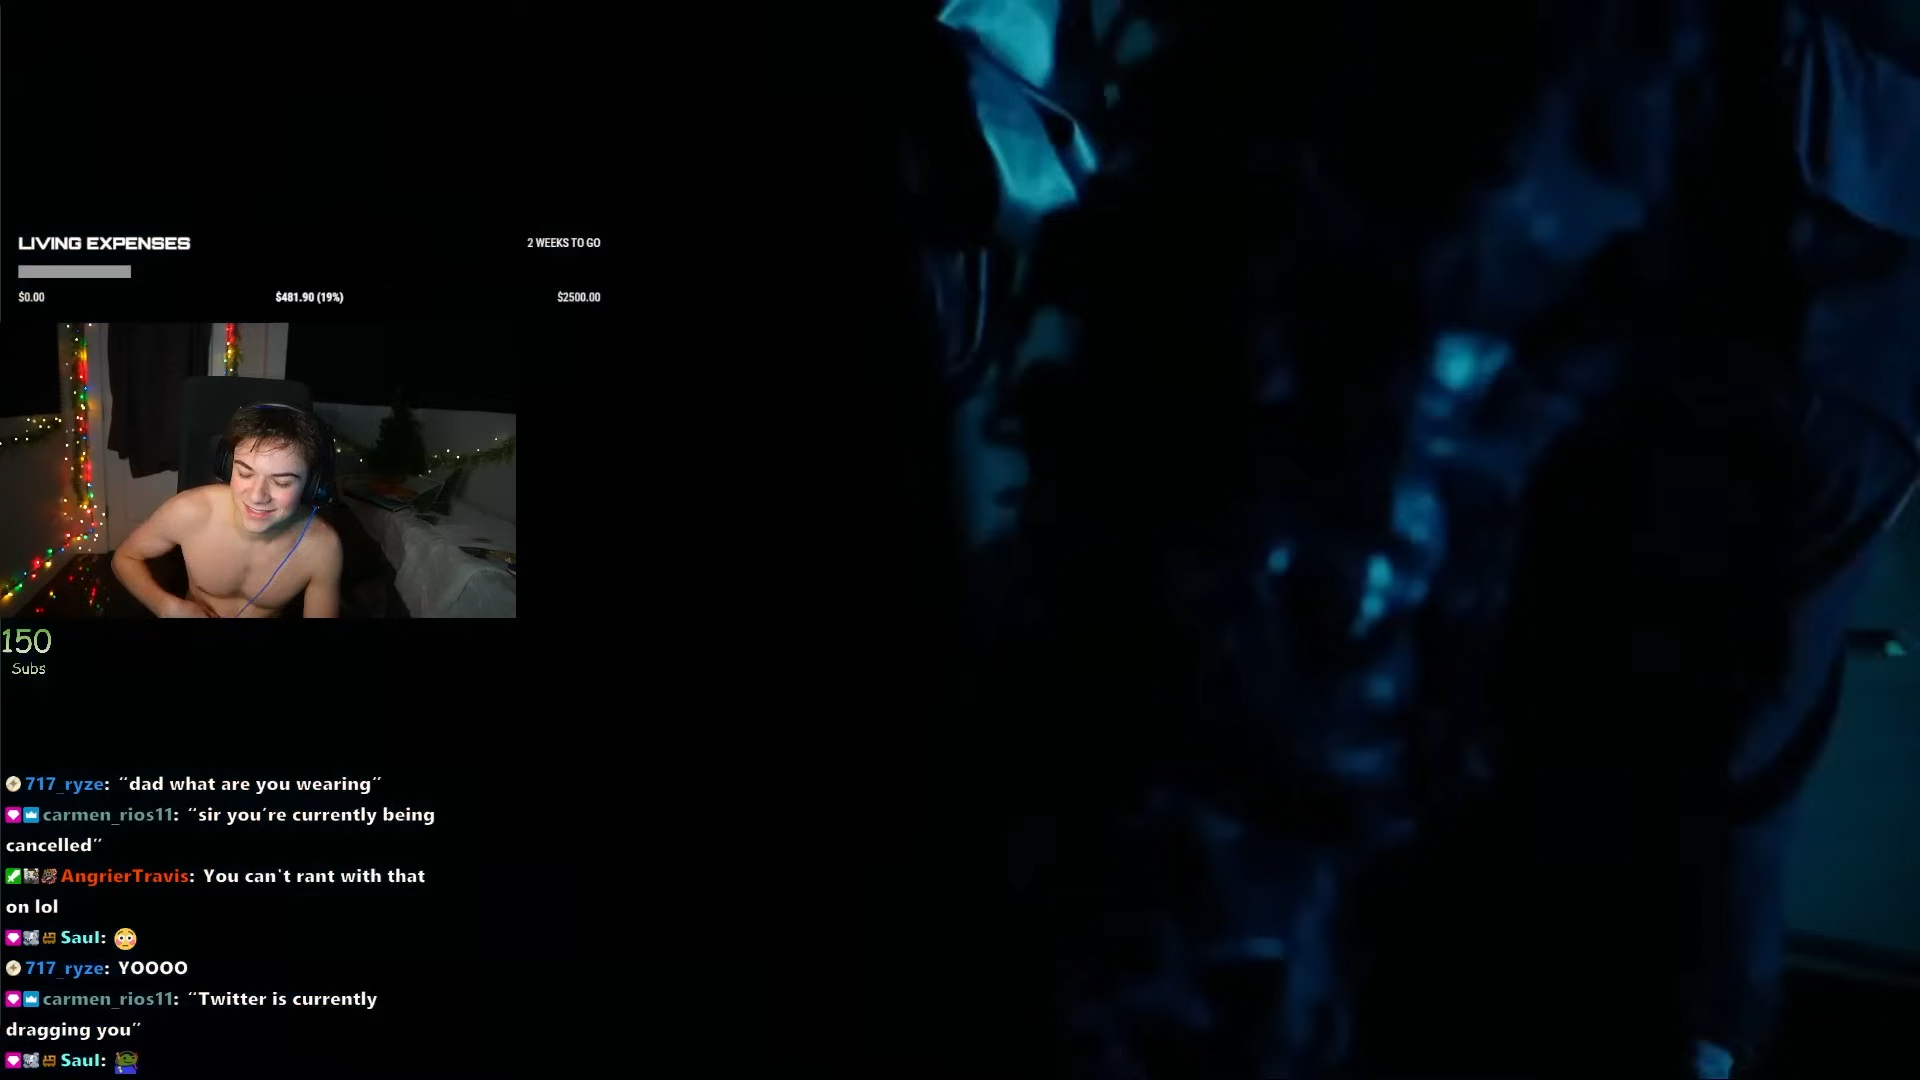 LIVING EXPENSES
2 WEEKS TO GO
$0.00
$481.90 (19%)
$2500.00
150
Subs
717_ryze: “dad what are you wearing”
carmen_rios11: “sir you’re currently being
cancelled”
AngrierTravis: You can't rant with that
on lol
Saul: 😳
717_ryze: YOOOO
carmen_rios11: “Twitter is currently
dragging you”
Saul: